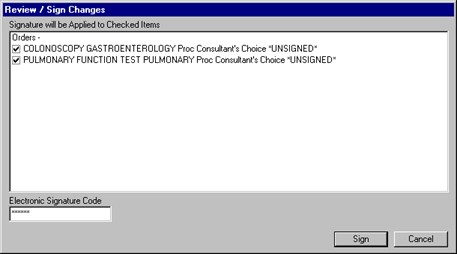 Review / Sign Changes
Signature will be Applied to Checked Items
Orders -
COLONOSCOPY GASTROENTEROLOGY Proc Consultant's Choice *UNSIGNED*
PULMONARY FUNCTION TEST PULMONARY Proc Consultant's Choice *UNSIGNED*
Electronic Signature Code
******
Sign Cancel